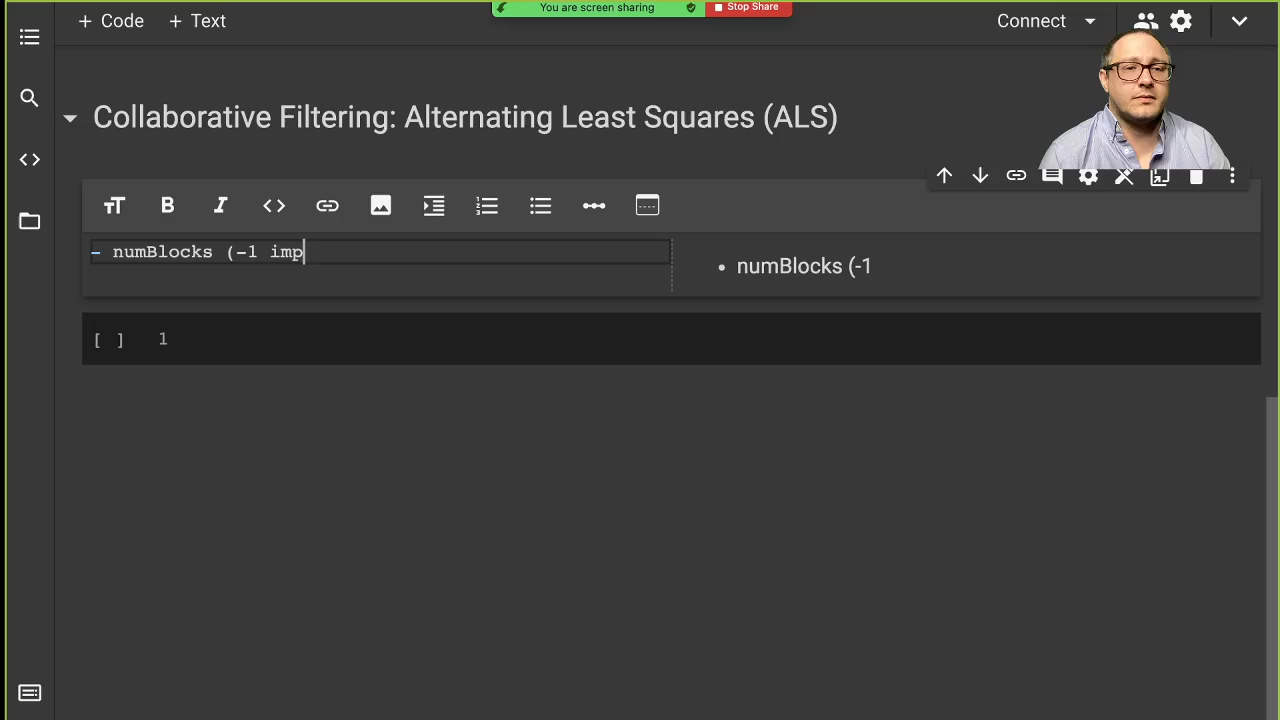 You are screen sharing Stop Share
+ Code + Text Connect
Collaborative Filtering: Alternating Least Squares (ALS)
- numBlocks (-1 imp
• numBlocks (-1
[ ] 1